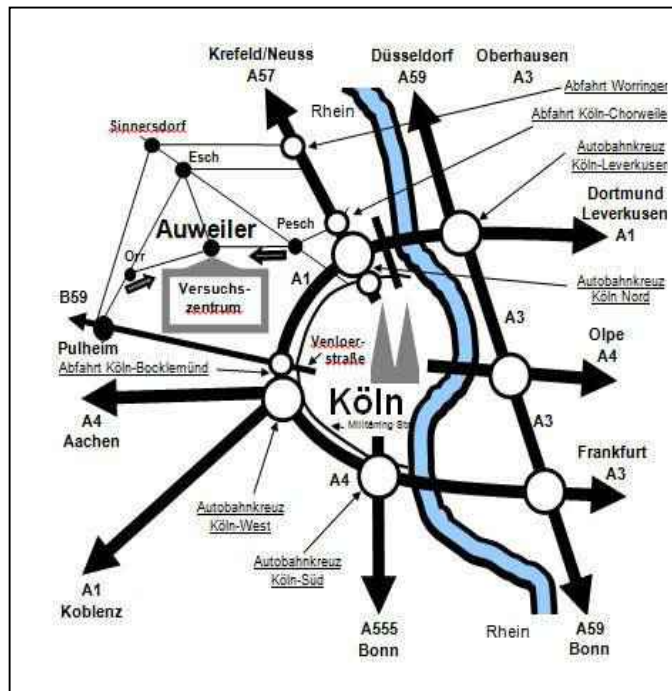 Krefeld/Neuss
A57
Düsseldorf
A59
Oberhausen
A3
Rhein
Abfahrt Worringen
Abfahrt Köln-Chorweile
Sinnersdorf
Esch
Autobahnkreuz
Köln-Leverkusen
Dortmund
Leverkusen
A1
Auweiler
Pesch
Orr
A1
Versuchs-
zentrum
Autobahnkreuz
Köln Nord
B59
A3
Venloer-
straße
Olpe
A4
Pulheim
Abfahrt Köln-Bocklemünd
Köln
Militärring Str
A4
Aachen
A3
Frankfurt
A3
A4
Autobahnkreuz
Köln-West
Autobahnkreuz
Köln-Süd
A1
Koblenz
A555
Bonn
Rhein
A59
Bonn